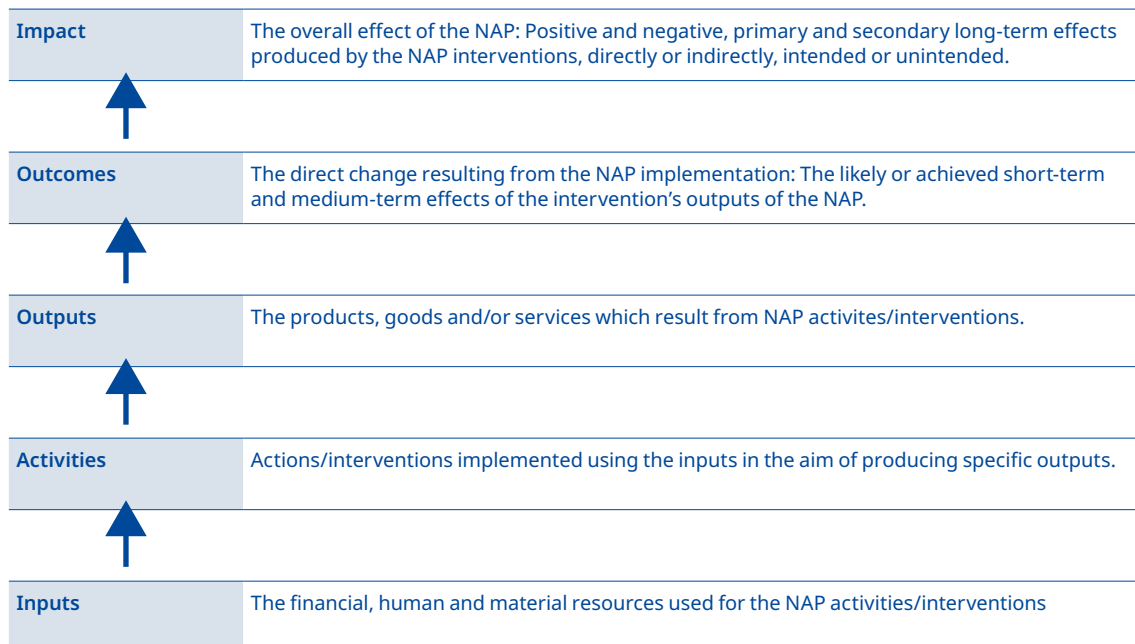 Impact
The overall effect of the NAP: Positive and negative, primary and secondary long-term effects
produced by the NAP interventions, directly or indirectly, intended or unintended.
Outcomes
The direct change resulting from the NAP implementation: The likely or achieved short-term
and medium-term effects of the intervention’s outputs of the NAP.
Outputs
The products, goods and/or services which result from NAP activites/interventions.
Activities
Actions/interventions implemented using the inputs in the aim of producing specific outputs.
Inputs
The financial, human and material resources used for the NAP activities/interventions